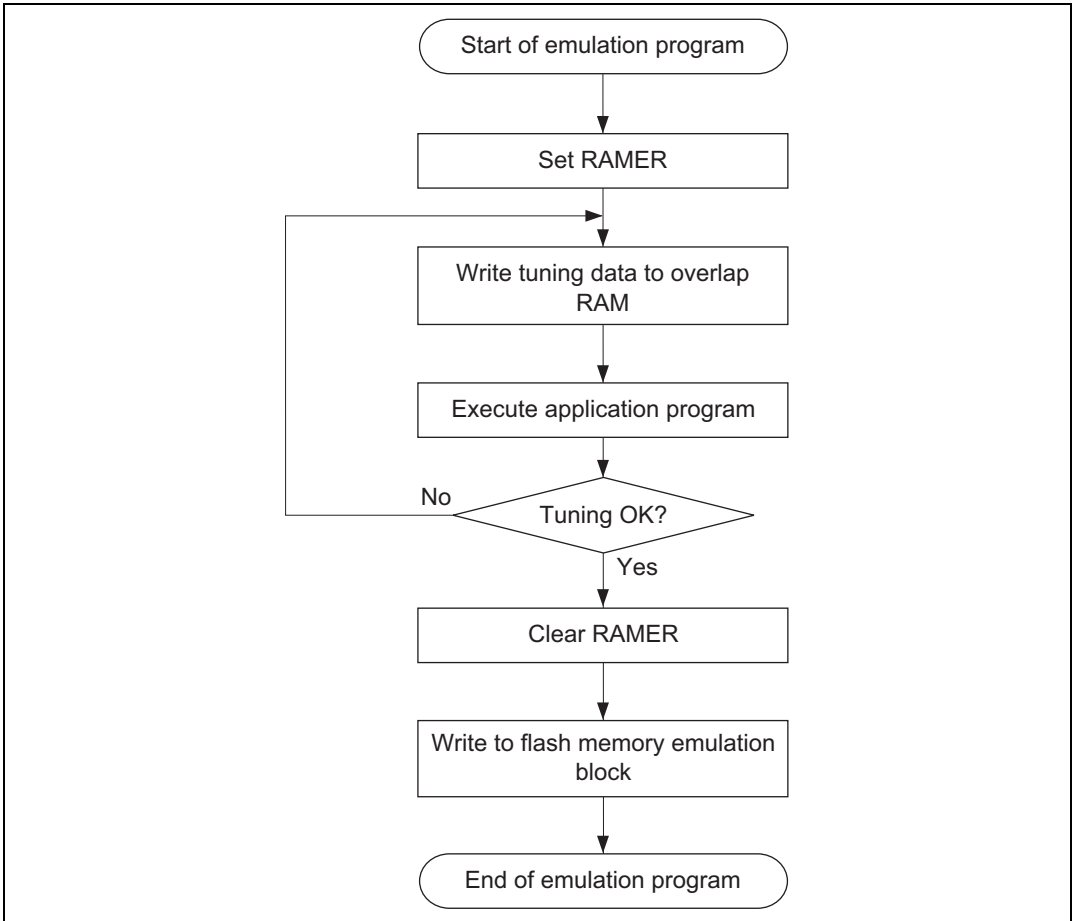 Start of emulation program
Set RAMER
Write tuning data to overlap
RAM
Execute application program
No
Tuning OK?
Yes
Clear RAMER
Write to flash memory emulation
block
End of emulation program